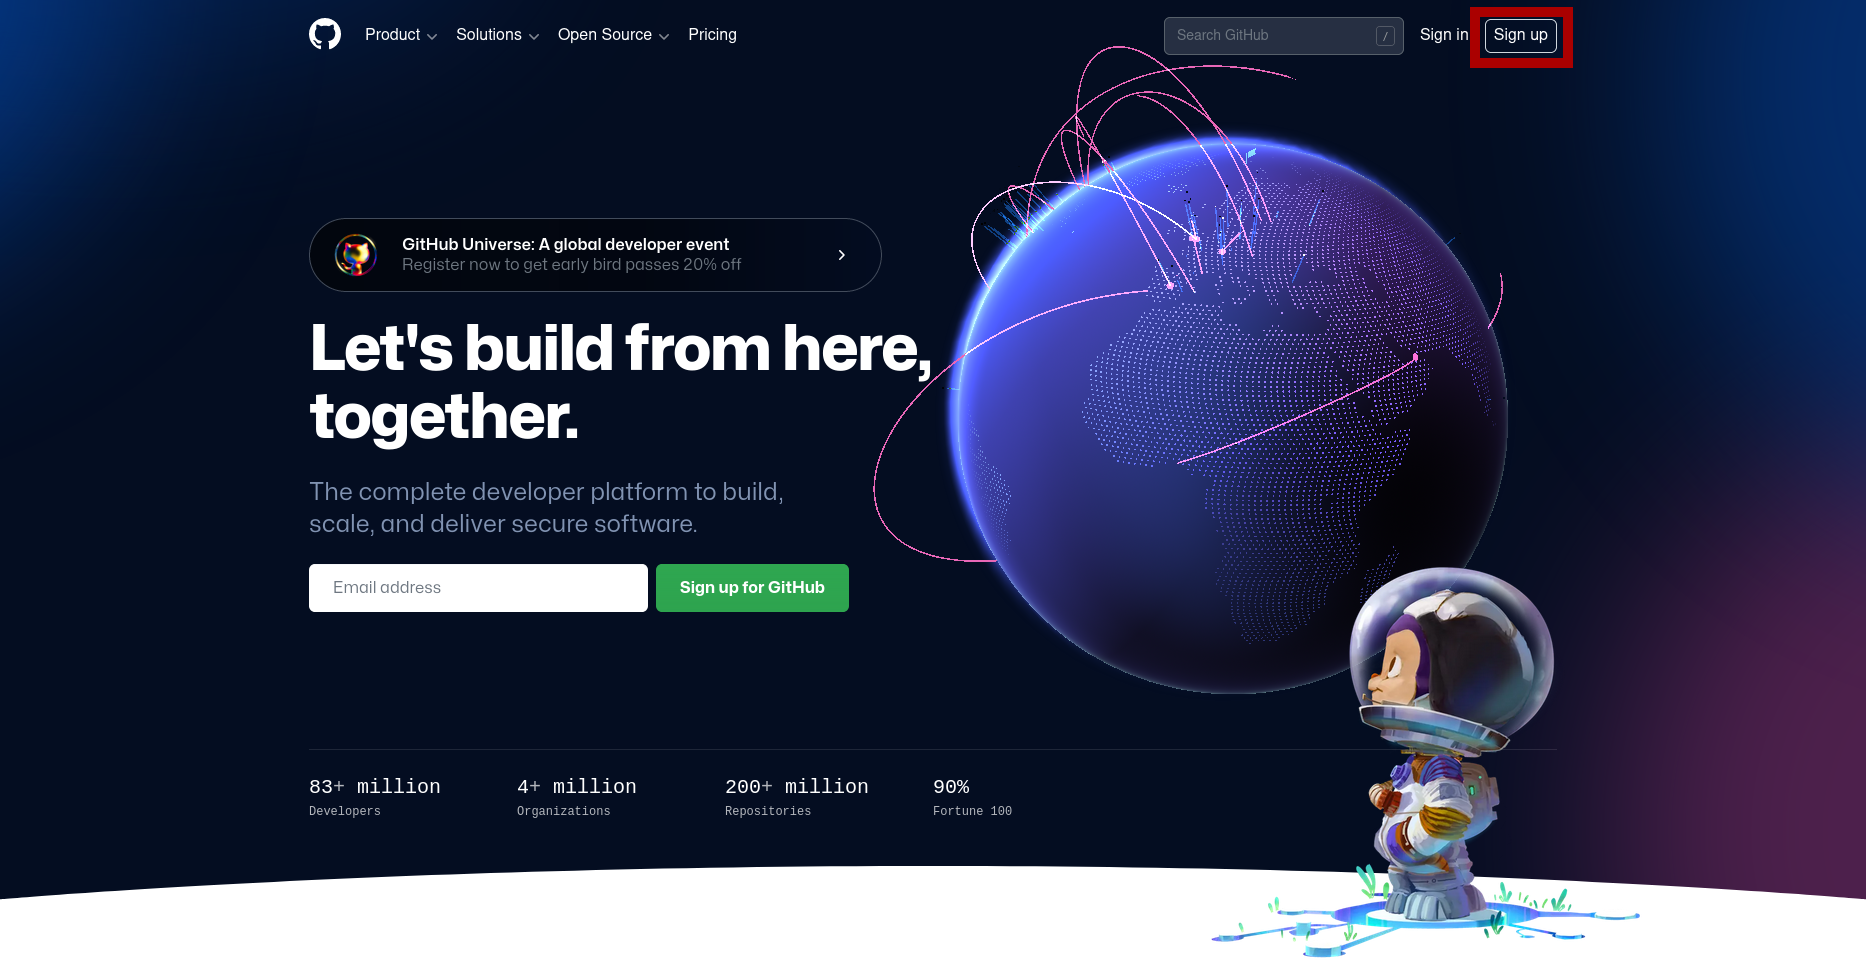 Product Solutions Open Source Pricing Search GitHub / Sign in Sign up
GitHub Universe: A global developer event
Register now to get early bird passes 20% off
Let's build from here,
together.
The complete developer platform to build,
scale, and deliver secure software.
Email address Sign up for GitHub
83+ million 4+ million 200+ million 90%
Developers Organizations Repositories Fortune 100